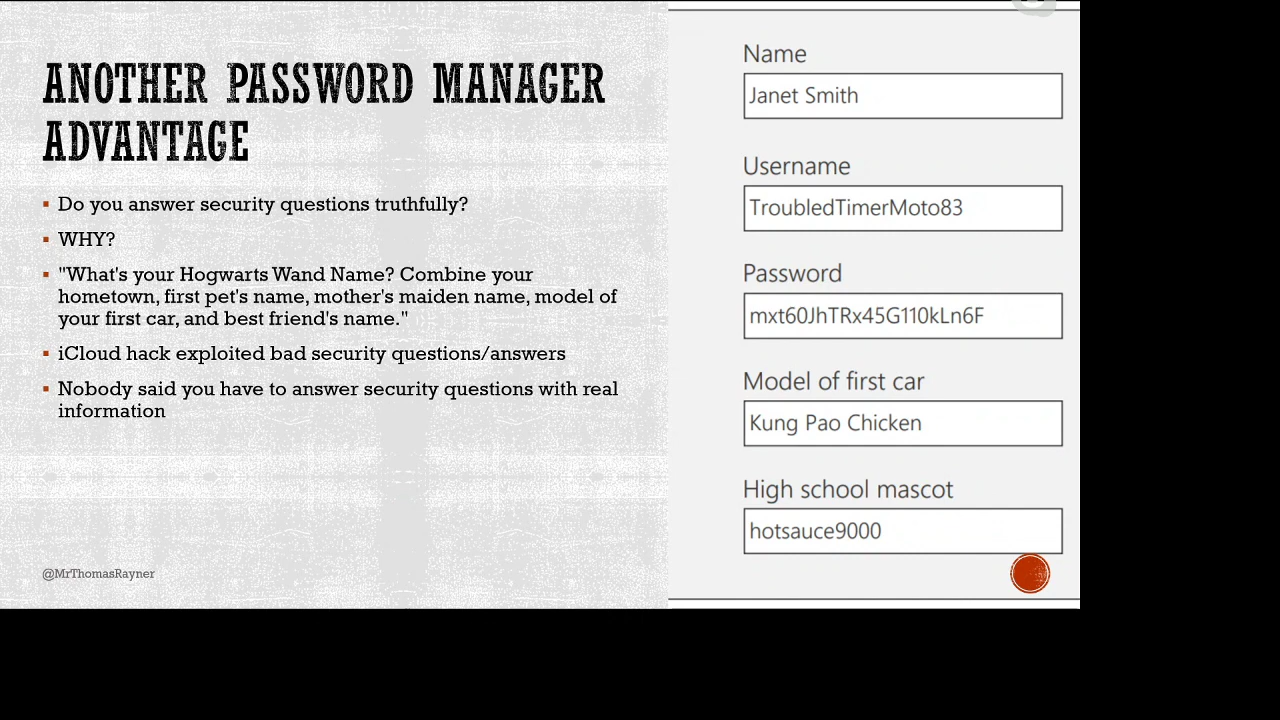 ANOTHER PASSWORD MANAGER
ADVANTAGE
Do you answer security questions truthfully?
WHY?
"What's your Hogwarts Wand Name? Combine your
hometown, first pet's name, mother's maiden name, model of
your first car, and best friend's name."
iCloud hack exploited bad security questions/answers
Nobody said you have to answer security questions with real
information
@MrThomasRayner
Name
Janet Smith
Username
TroubledTimerMoto83
Password
mxt60JhTRx45G110kLn6F
Model of first car
Kung Pao Chicken
High school mascot
hotsauce9000